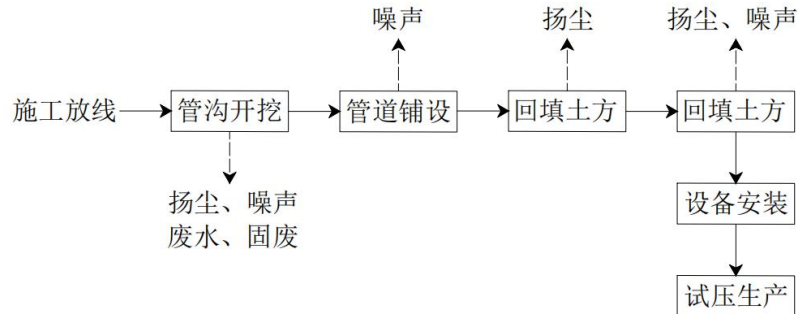 噪声
扬尘
扬尘、噪声
施工放线
管沟开挖
管道铺设
回填土方
回填土方
扬尘、噪声
废水、固废
设备安装
试压生产